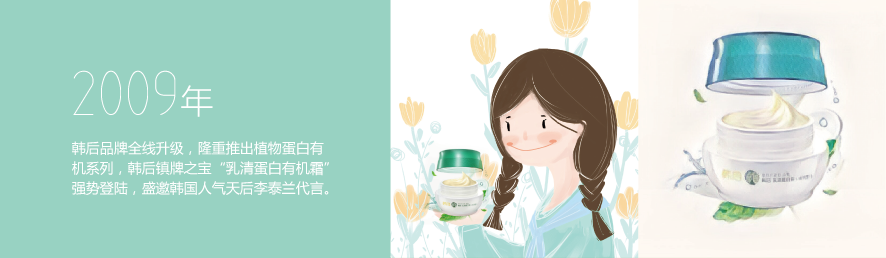 2009年
韩后品牌全线升级，隆重推出植物蛋白有
机系列，韩后镇牌之宝“乳清蛋白有机霜”
强势登陆，盛邀韩国人气天后李泰兰代言。